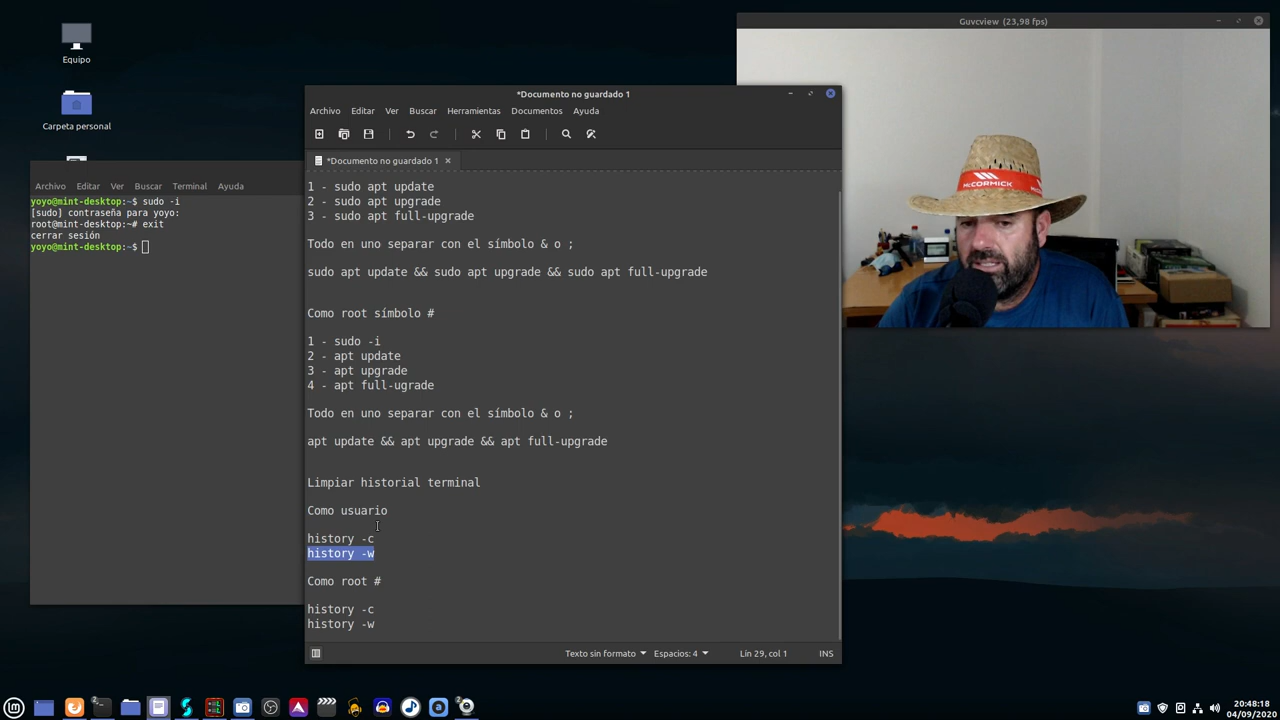 Equipo
Carpeta personal
Guvcview (23,98 fps)
McCORMICK
Archivo Editar Ver Buscar Terminal Ayuda
yoyo@mint-desktop:~$ sudo -i
[sudo] contraseña para yoyo:
root@mint-desktop:~# exit
cerrar sesión
yoyo@mint-desktop:~$
*Documento no guardado 1
Archivo Editar Ver Buscar Herramientas Documentos Ayuda
*Documento no guardado 1
1 - sudo apt update
2 - sudo apt upgrade
3 - sudo apt full-upgrade
Todo en uno separar con el símbolo & o ;
sudo apt update && sudo apt upgrade && sudo apt full-upgrade
Como root símbolo #
1 - sudo -i
2 - apt update
3 - apt upgrade
4 - apt full-ugrade
Todo en uno separar con el símbolo & o ;
apt update && apt upgrade && apt full-upgrade
Limpiar historial terminal
Como usuario
history -c
history -w
Como root #
history -c
history -w
Texto sin formato Espacios: 4 Lin 29, col 1 INS
2
2
20:48:18
04/09/2020